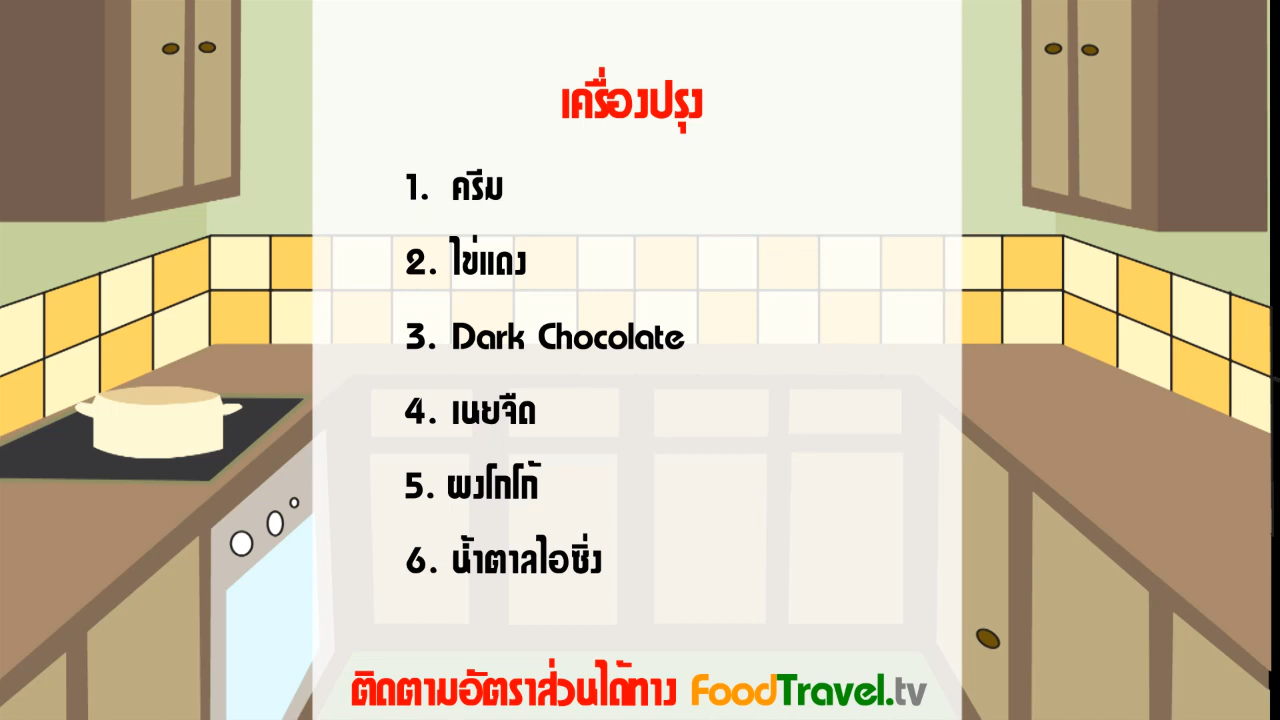 เครื่องปรุง
1. ครีม
2. ไข่แดง
3. Dark Chocolate
4. เนยจืด
5. ผงโกโก้
6. น้ำตาลไอซิ่ง
ติดตามอัตราส่วนได้ทาง FoodTravel.tv